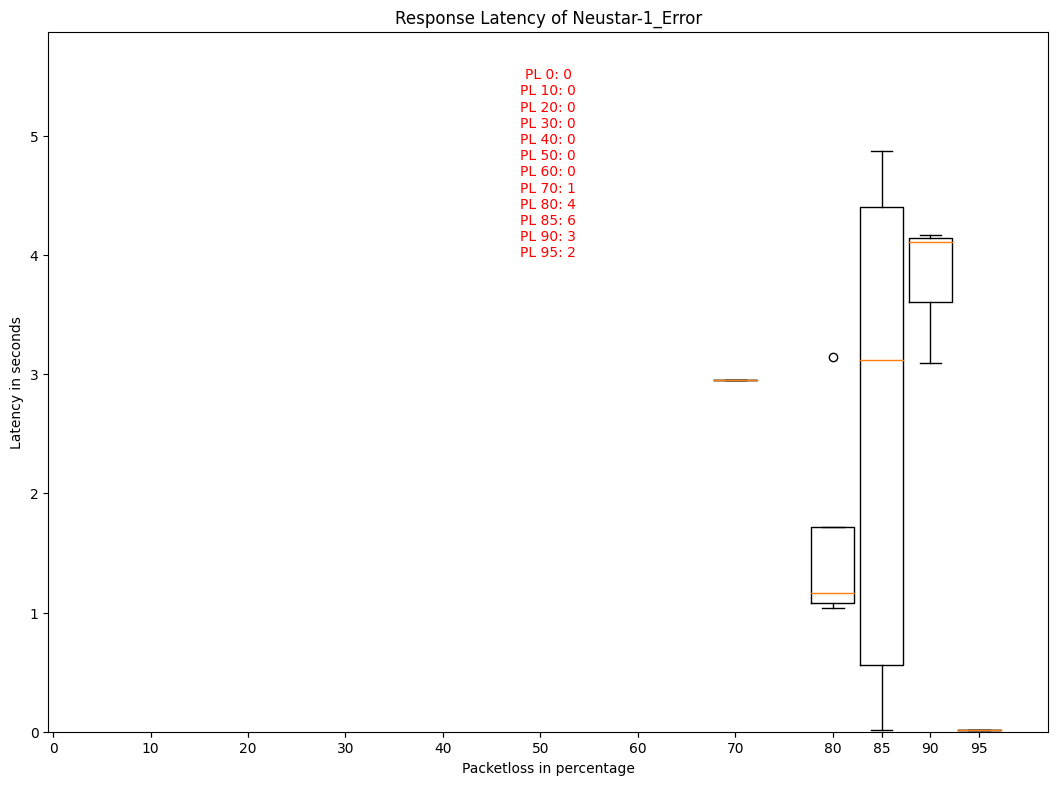 Response Latency of Neustar-1_Error
PL 0: 0
PL 10: 0
PL 20: 0
PL 30: 0
PL 40: 0
PL 50: 0
PL 60: 0
PL 70: 1
PL 80: 4
PL 85: 6
PL 90: 3
PL 95: 2
Latency in seconds
5
4
3
2
1
0
0 10 20 30 40 50 60 70 80 85 90 95
Packetloss in percentage